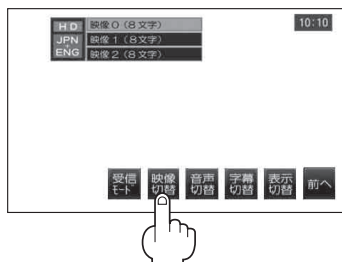 HD 映像0(8文字) 10:10
JPN 映像1(8文字)
ENG 映像2(8文字)
受信 映像 音声 字幕 表示 前へ
モード 切替 切替 切替 切替